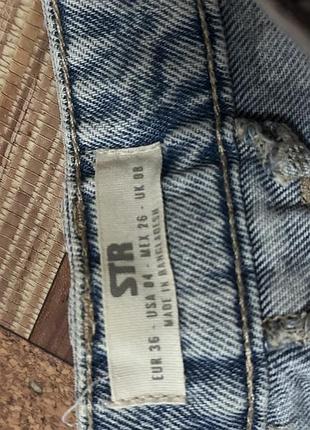 STR
EUR 36 - USA 04 - MEX 26 - UK 08
MADE IN BANGLADESH